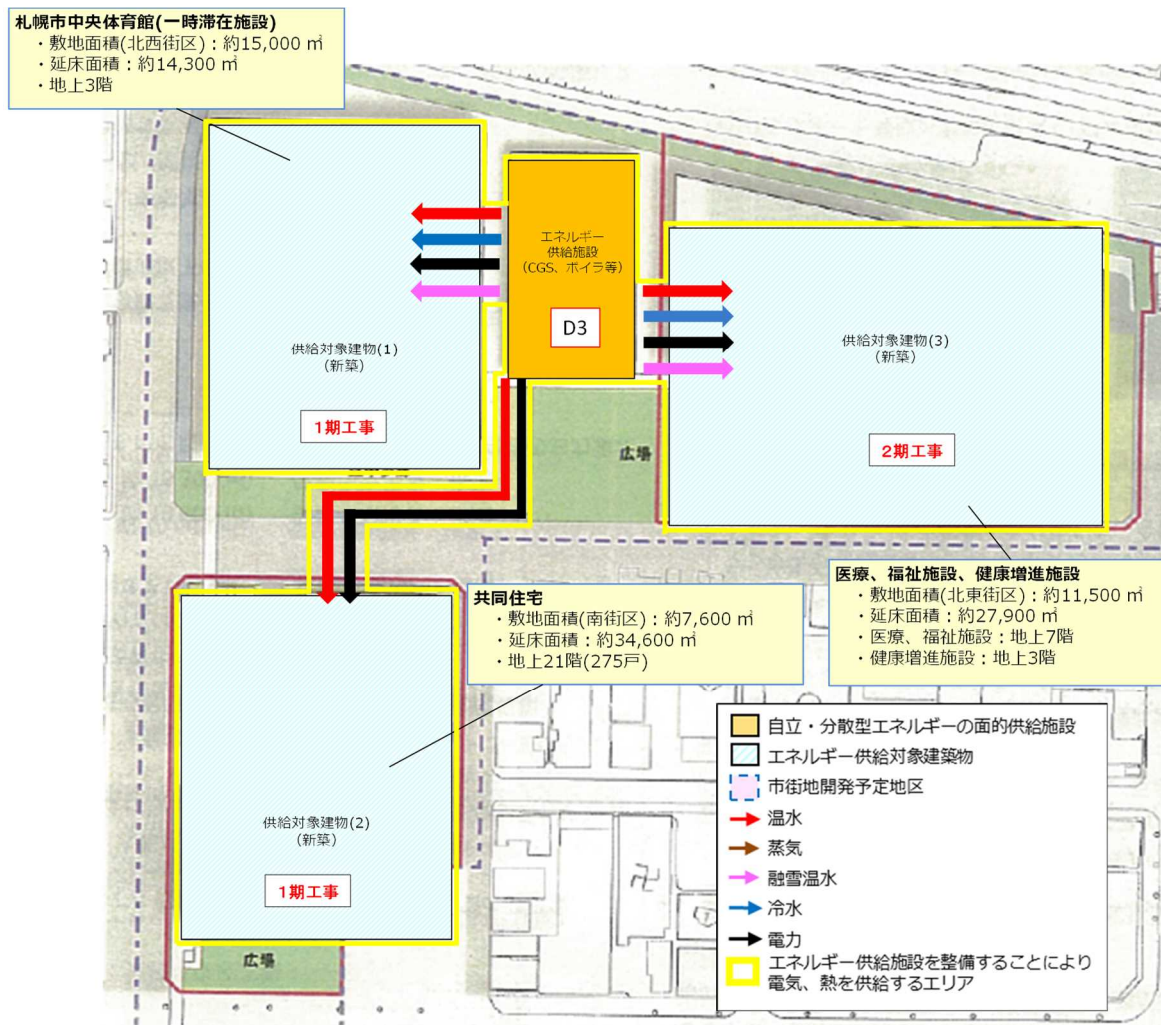 札幌市中央体育館(一時滞在施設)
・敷地面積(北西街区)：約15,000 ㎡
・延床面積：約14,300 ㎡
・地上3階
エネルギー
供給施設
(CGS、ボイラ等)
D3
供給対象建物(1)
(新築)
1期工事
供給対象建物(3)
(新築)
2期工事
広場
医療、福祉施設、健康増進施設
・敷地面積(北東街区)：約11,500 ㎡
・延床面積：約27,900 ㎡
・医療、福祉施設：地上7階
・健康増進施設：地上3階
共同住宅
・敷地面積(南街区)：約7,600 ㎡
・延床面積：約34,600 ㎡
・地上21階(275戸)
供給対象建物(2)
(新築)
1期工事
広場
自立・分散型エネルギーの面的供給施設
エネルギー供給対象建築物
市街地開発予定地区
温水
蒸気
融雪温水
冷水
電力
エネルギー供給施設を整備することにより
電気、熱を供給するエリア